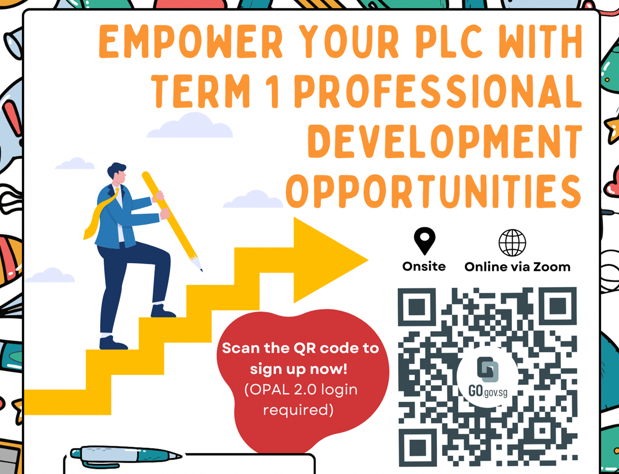 EMPOWER YOUR PLC WITH
TERM 1 PROFESSIONAL
DEVELOPMENT
OPPORTUNITIES
Onsite
Online via Zoom
Scan the QR code to
sign up now!
(OPAL 2.0 login
required)
GO.gov.sg